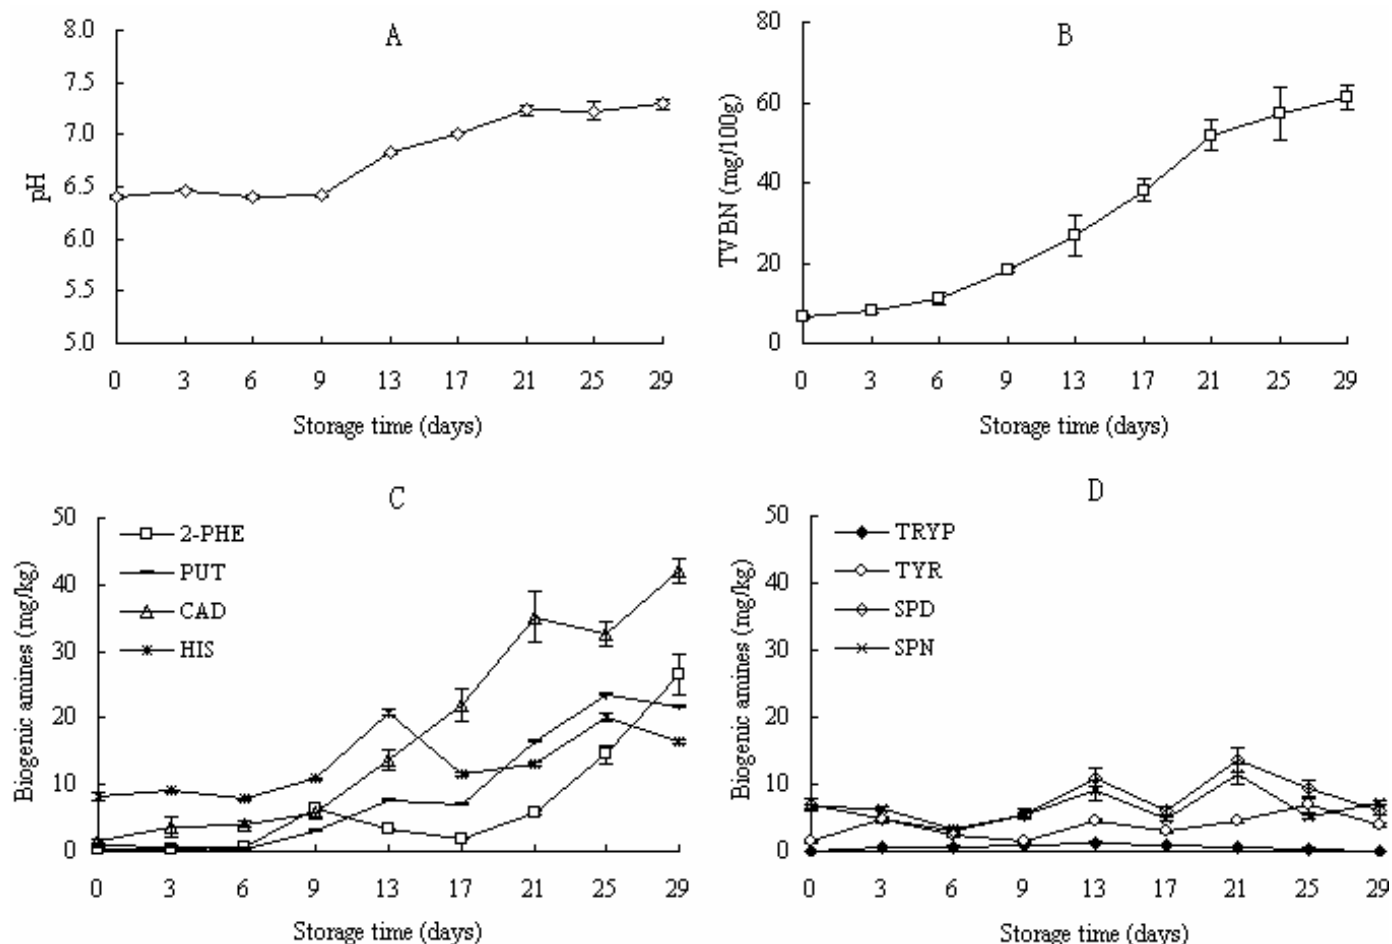 A
8.0
7.5
7.0
6.5
6.0
5.5
5.0
pH
0 3 6 9 13 17 21 25 29
Storage time (days)
B
80
60
40
20
0
TVBN (mg/100g)
0 3 6 9 13 17 21 25 29
Storage time (days)
C
50
40
30
20
10
0
Biogenic amines (mg/kg)
2-PHE
PUT
CAD
HIS
0 3 6 9 13 17 21 25 29
Storage time (days)
D
50
40
30
20
10
0
Biogenic amines (mg/kg)
TRYP
TYR
SPD
SPN
0 3 6 9 13 17 21 25 29
Storage time (days)